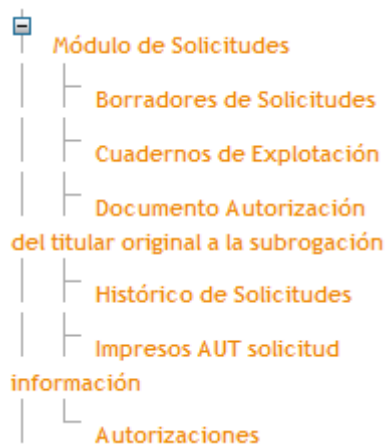 Módulo de Solicitudes
Borradores de Solicitudes
Cuadernos de Explotación
Documento Autorización
del titular original a la subrogación
Histórico de Solicitudes
Impresos AUT solicitud
información
Autorizaciones